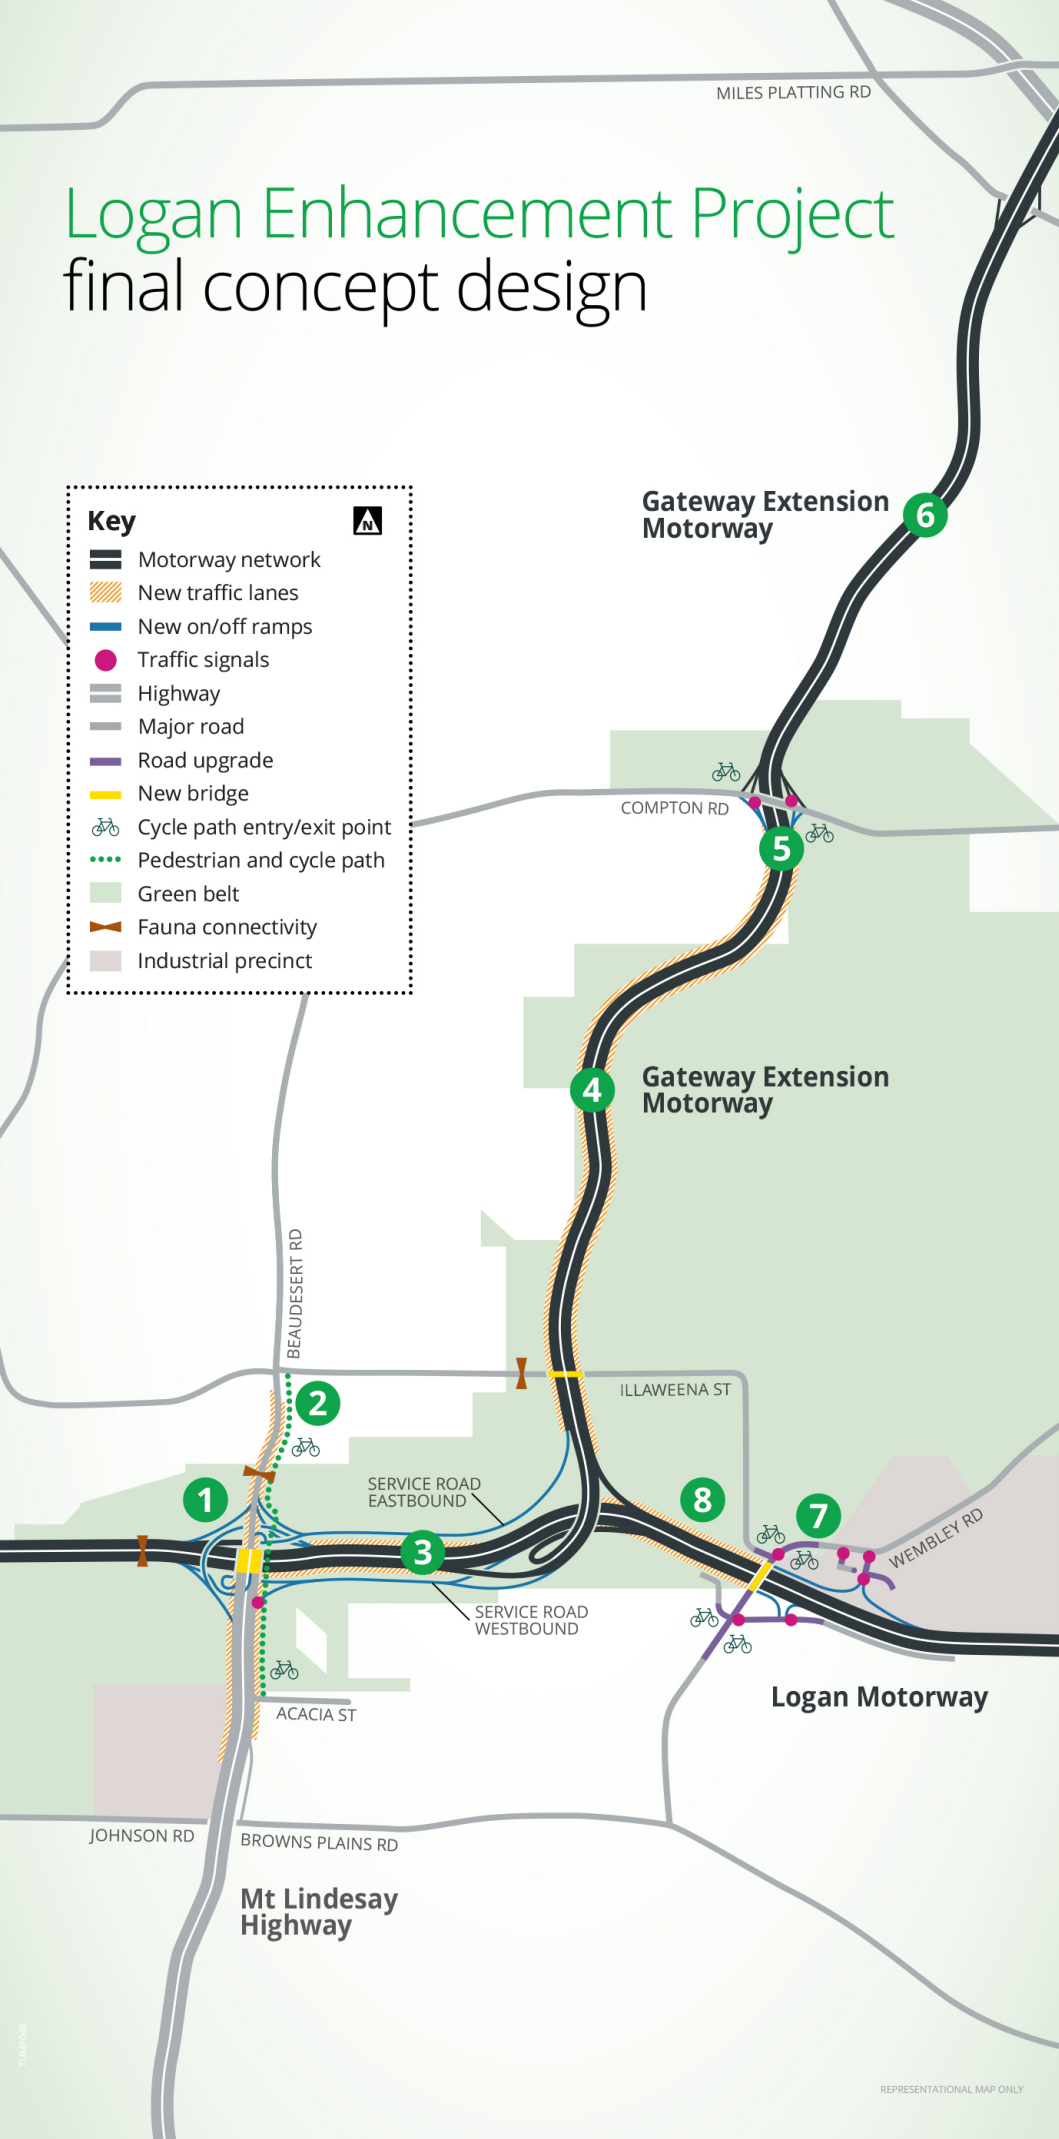 MILES PLATTING RD
Logan Enhancement Project
final concept design
Gateway Extension
Motorway
6
Key
N
Motorway network
New traffic lanes
New on/off ramps
Traffic signals
Highway
Major road
Road upgrade
New bridge
Cycle path entry/exit point
Pedestrian and cycle path
Green belt
Fauna connectivity
Industrial precinct
COMPTON RD
5
4
Gateway Extension
Motorway
BEAUDESERT RD
ILLAWEENA ST
2
1
SERVICE ROAD
EASTBOUND
8
7
WEMBLEY RD
3
SERVICE ROAD
WESTBOUND
Logan Motorway
ACACIA ST
JOHNSON RD
BROWNS PLAINS RD
Mt Lindesay
Highway
REPRESENTATIONAL MAP ONLY